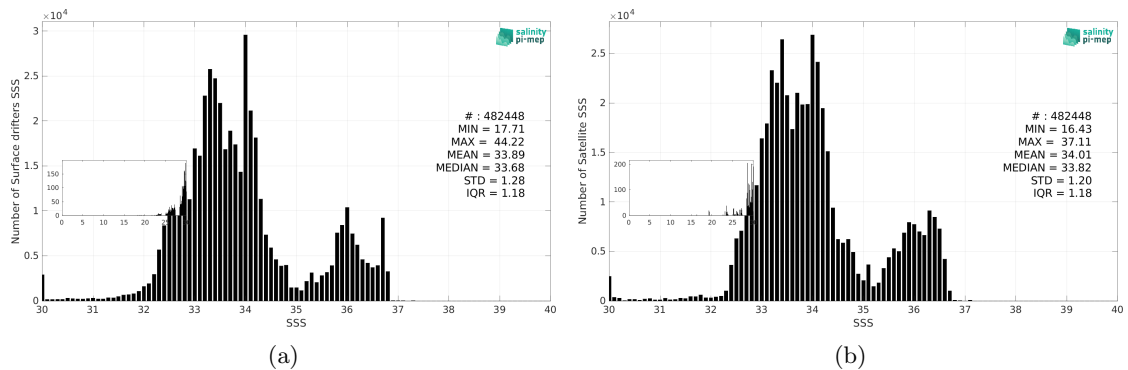 ×10⁴
3
2.5
2
1.5
1
0.5
0
Number of Surface drifters SSS
salinity
pi-mep
# : 482448
MIN = 17.71
MAX = 44.22
MEAN = 33.89
MEDIAN = 33.68
STD = 1.28
IQR = 1.18
150
100
50
0
0 5 10 15 20 25
30 31 32 33 34 35 36 37 38 39 40
SSS
(a)
×10⁴
2.5
2
1.5
1
0.5
0
Number of Satellite SSS
salinity
pi-mep
# : 482448
MIN = 16.43
MAX = 37.11
MEAN = 34.01
MEDIAN = 33.82
STD = 1.20
IQR = 1.18
200
100
0
0 5 10 15 20 25
30 31 32 33 34 35 36 37 38 39 40
SSS
(b)